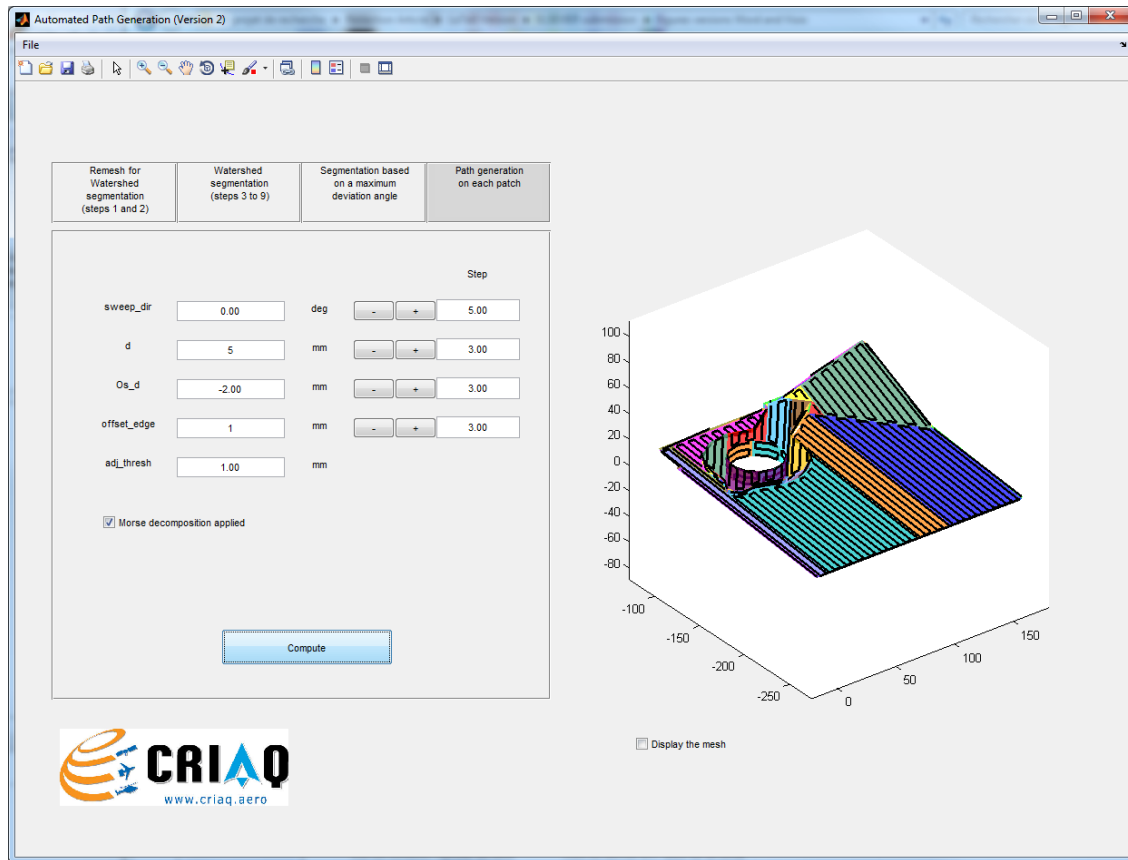 Automated Path Generation (Version 2)
File
Remesh for
Watershed
segmentation
(steps 1 and 2)
Watershed
segmentation
(steps 3 to 9)
Segmentation based
on a maximum
deviation angle
Path generation
on each patch
Step
sweep_dir 0.00 deg - + 5.00
d 5 mm - + 3.00
Os_d -2.00 mm - + 3.00
offset_edge 1 mm - + 3.00
adj_thresh 1.00 mm
Morse decomposition applied
Compute
CRIAQ
www.criaq.aero
100
80
60
40
20
0
-20
-40
-60
-80
-100
-150
-200
-250
0
50
100
150
Display the mesh